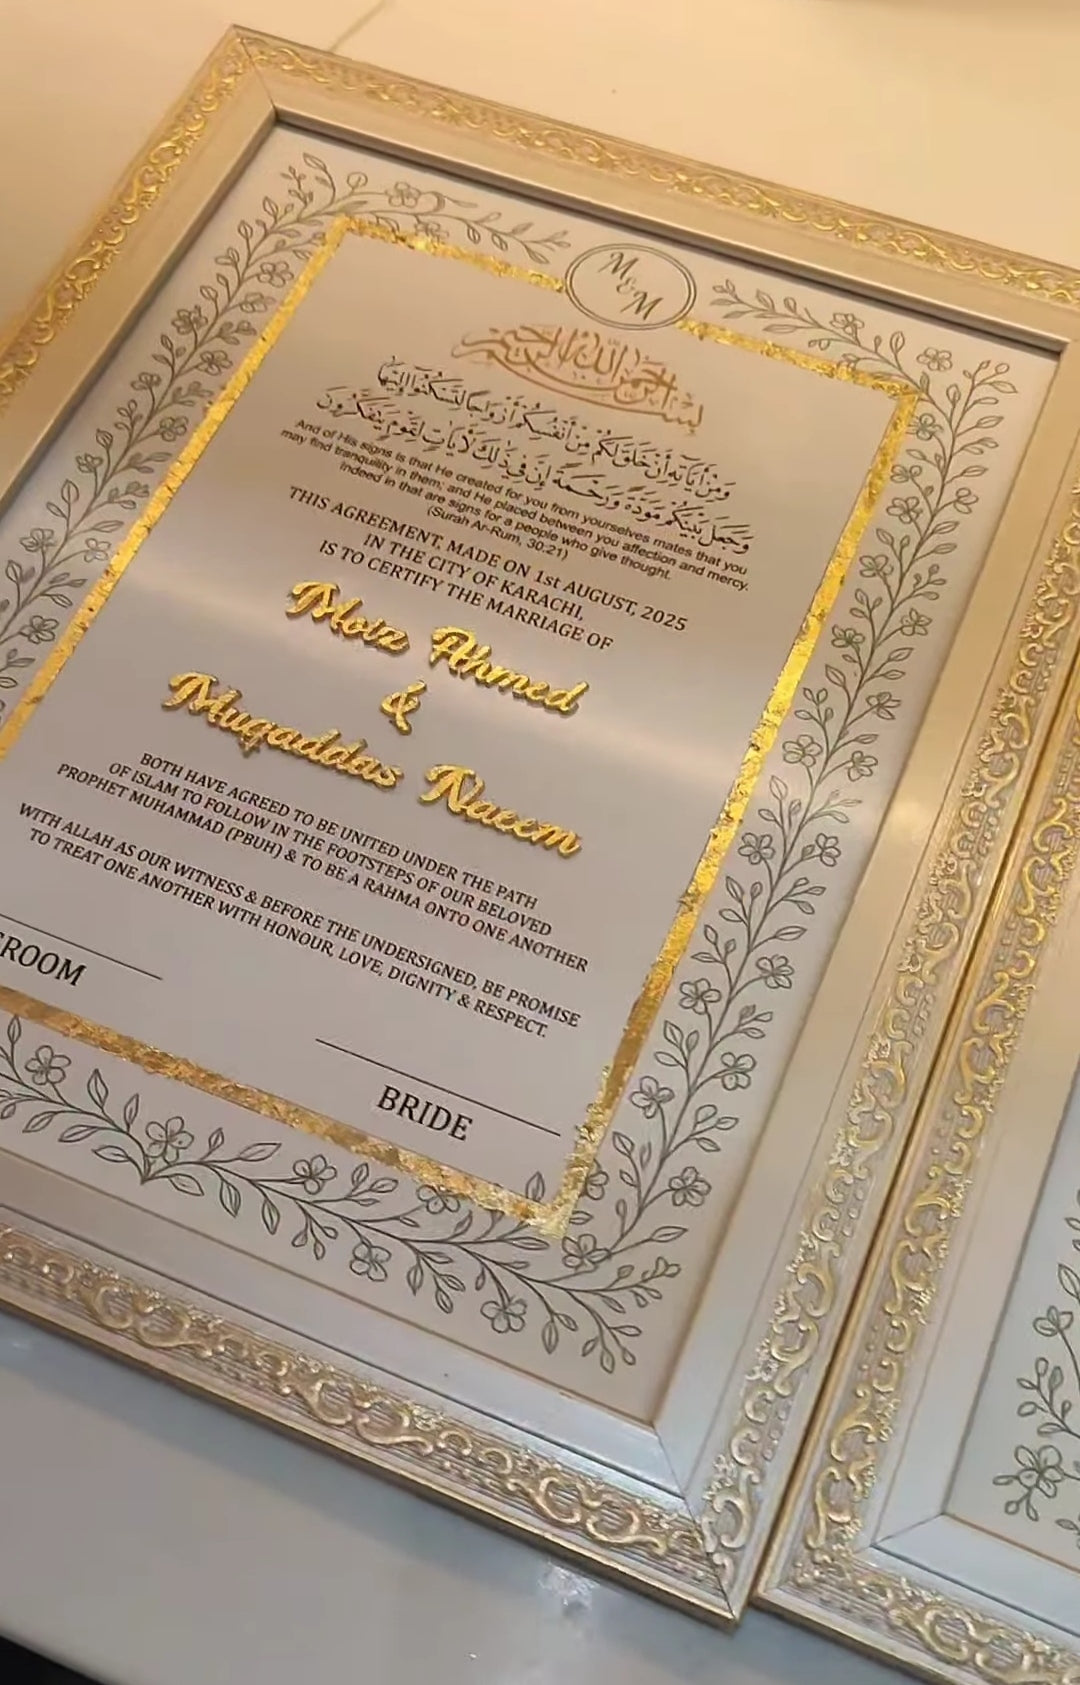 M & M
بسم الله الرحمن الرحيم
وَمِنْ آيَاتِهِ أَنْ خَلَقَ لَكُم مِّنْ أَنْفُسِكُمْ أَزْوَاجًا لِّتَسْكُنُوا إِلَيْهَا
وَجَعَلَ بَيْنَكُم مَّوَدَّةً وَرَحْمَةً إِنَّ فِي ذَٰلِكَ لَآيَاتٍ لِّقَوْمٍ يَتَفَكَّرُونَ
And of His signs is that He created for you from yourselves mates that you
may find tranquility in them; and He placed between you affection and mercy.
Indeed in that are signs for a people who give thought.
(Surah Ar-Rum, 30:21)
THIS AGREEMENT, MADE ON 1st AUGUST, 2025
IN THE CITY OF KARACHI,
IS TO CERTIFY THE MARRIAGE OF
Moiz Ahmed
&
Muqaddas Naeem
BOTH HAVE AGREED TO BE UNITED UNDER THE PATH
OF ISLAM TO FOLLOW IN THE FOOTSTEPS OF OUR BELOVED
PROPHET MUHAMMAD (PBUH) & TO BE A RAHMA ONTO ONE ANOTHER
WITH ALLAH AS OUR WITNESS & BEFORE THE UNDERSIGNED, BE PROMISE
TO TREAT ONE ANOTHER WITH HONOUR, LOVE, DIGNITY & RESPECT.
ROOM
BRIDE